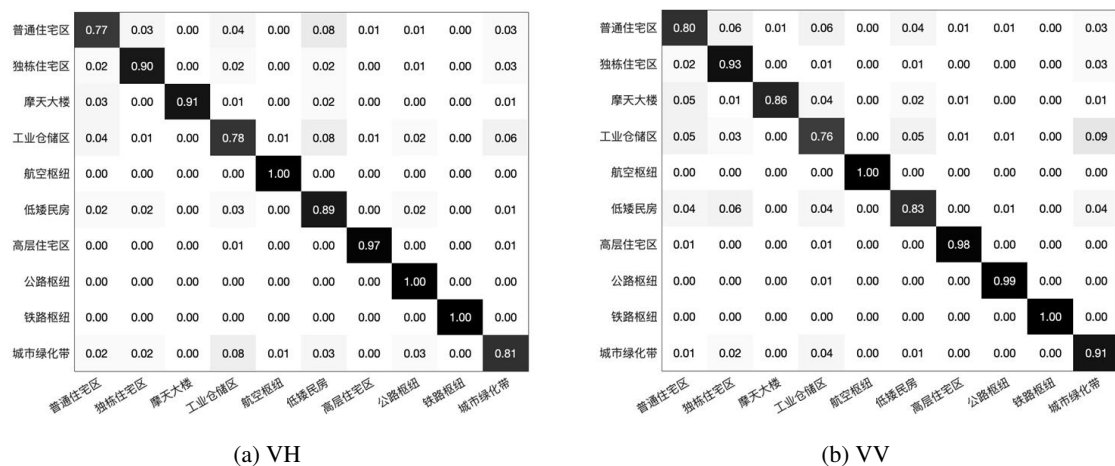 普通住宅区 0.77 0.03 0.00 0.04 0.00 0.08 0.01 0.01 0.00 0.03
独栋住宅区 0.02 0.90 0.00 0.02 0.00 0.02 0.00 0.01 0.00 0.03
摩天大楼 0.03 0.00 0.91 0.01 0.00 0.02 0.00 0.00 0.00 0.01
工业仓储区 0.04 0.01 0.00 0.78 0.01 0.08 0.01 0.02 0.00 0.06
航空枢纽 0.00 0.00 0.00 0.00 1.00 0.00 0.00 0.00 0.00 0.00
低矮民房 0.02 0.02 0.00 0.03 0.00 0.89 0.00 0.02 0.00 0.01
高层住宅区 0.00 0.00 0.00 0.01 0.00 0.00 0.97 0.00 0.00 0.01
公路枢纽 0.00 0.00 0.00 0.00 0.00 0.00 0.00 1.00 0.00 0.00
铁路枢纽 0.00 0.00 0.00 0.00 0.00 0.00 0.00 0.00 1.00 0.00
城市绿化带 0.02 0.02 0.00 0.08 0.01 0.03 0.00 0.03 0.00 0.81
普通住宅区 独栋住宅区 摩天大楼 工业仓储区 航空枢纽 低矮民房 高层住宅区 公路枢纽 铁路枢纽 城市绿化带
(a) VH
普通住宅区 0.80 0.06 0.01 0.06 0.00 0.04 0.01 0.01 0.00 0.03
独栋住宅区 0.02 0.93 0.00 0.01 0.00 0.01 0.00 0.00 0.00 0.03
摩天大楼 0.05 0.01 0.86 0.04 0.00 0.02 0.01 0.00 0.00 0.01
工业仓储区 0.05 0.03 0.00 0.76 0.00 0.05 0.01 0.01 0.00 0.09
航空枢纽 0.00 0.00 0.00 0.00 1.00 0.00 0.00 0.00 0.00 0.00
低矮民房 0.04 0.06 0.00 0.04 0.00 0.83 0.00 0.01 0.00 0.04
高层住宅区 0.01 0.00 0.00 0.01 0.00 0.00 0.98 0.00 0.00 0.00
公路枢纽 0.00 0.00 0.00 0.01 0.00 0.00 0.00 0.99 0.00 0.00
铁路枢纽 0.00 0.00 0.00 0.00 0.00 0.00 0.00 0.00 1.00 0.00
城市绿化带 0.01 0.02 0.00 0.04 0.00 0.01 0.00 0.00 0.00 0.91
普通住宅区 独栋住宅区 摩天大楼 工业仓储区 航空枢纽 低矮民房 高层住宅区 公路枢纽 铁路枢纽 城市绿化带
(b) VV